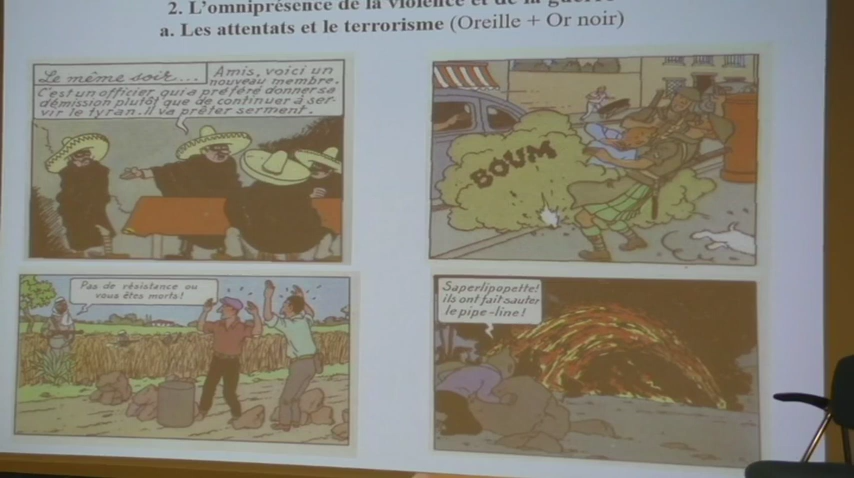 2. L'omniprésence de la violence et de la guerre
a. Les attentats et le terrorisme (Oreille + Or noir)
Le même soir...
Amis, voici un
nouveau membre.
C'est un officier qui a préféré donner sa
démission plutôt que de continuer à ser-
vir le tyran. Il va prêter serment.
BOUM
Pas de résistance ou
vous êtes morts!
Saperlipopette!
ils ont fait sauter
le pipe-line!